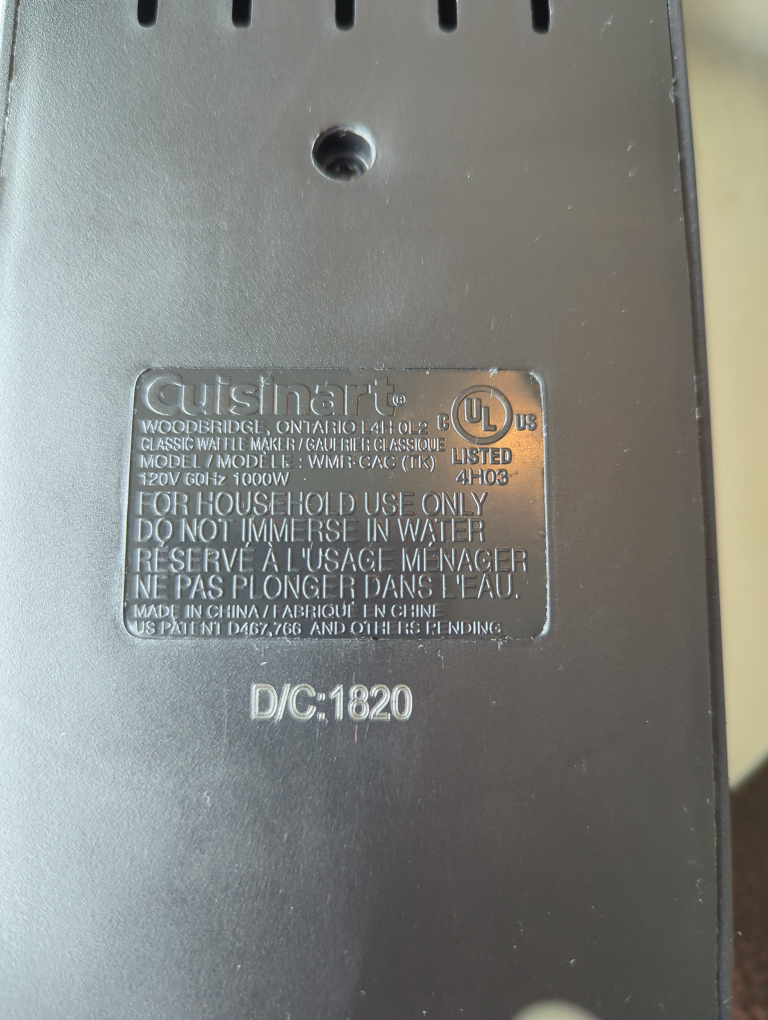 Cuisinart®
WOODBRIDGE, ONTARIO L4H 0L2
CLASSIC WAFFLE MAKER / GAUFRIER CLASSIQUE
MODEL / MODÈLE : WMR-CAC (TK)
120V 60Hz 1000W
C UL US
LISTED
4H03
FOR HOUSEHOLD USE ONLY
DO NOT IMMERSE IN WATER
RÉSERVÉ À L'USAGE MÉNAGER
NE PAS PLONGER DANS L'EAU.
MADE IN CHINA / FABRIQUÉ EN CHINE
US PATENT D467,766 AND OTHERS PENDING
D/C:1820